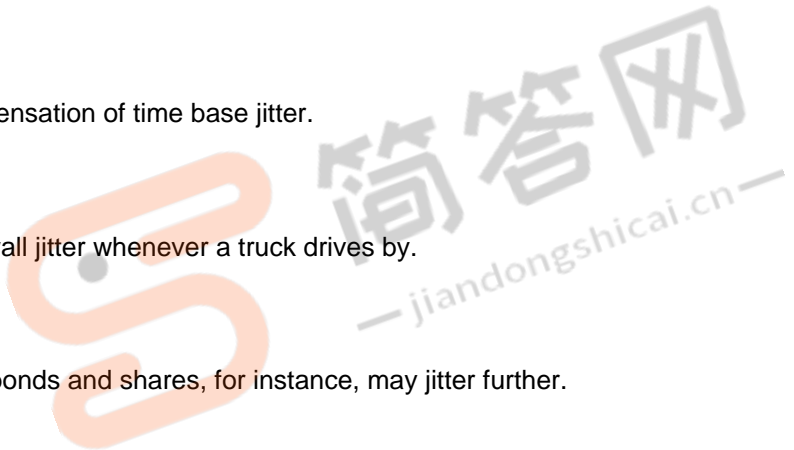 ensation of time base jitter.
简答网
jiandongshicai.cn
all jitter whenever a truck drives by.
onds and shares, for instance, may jitter further.